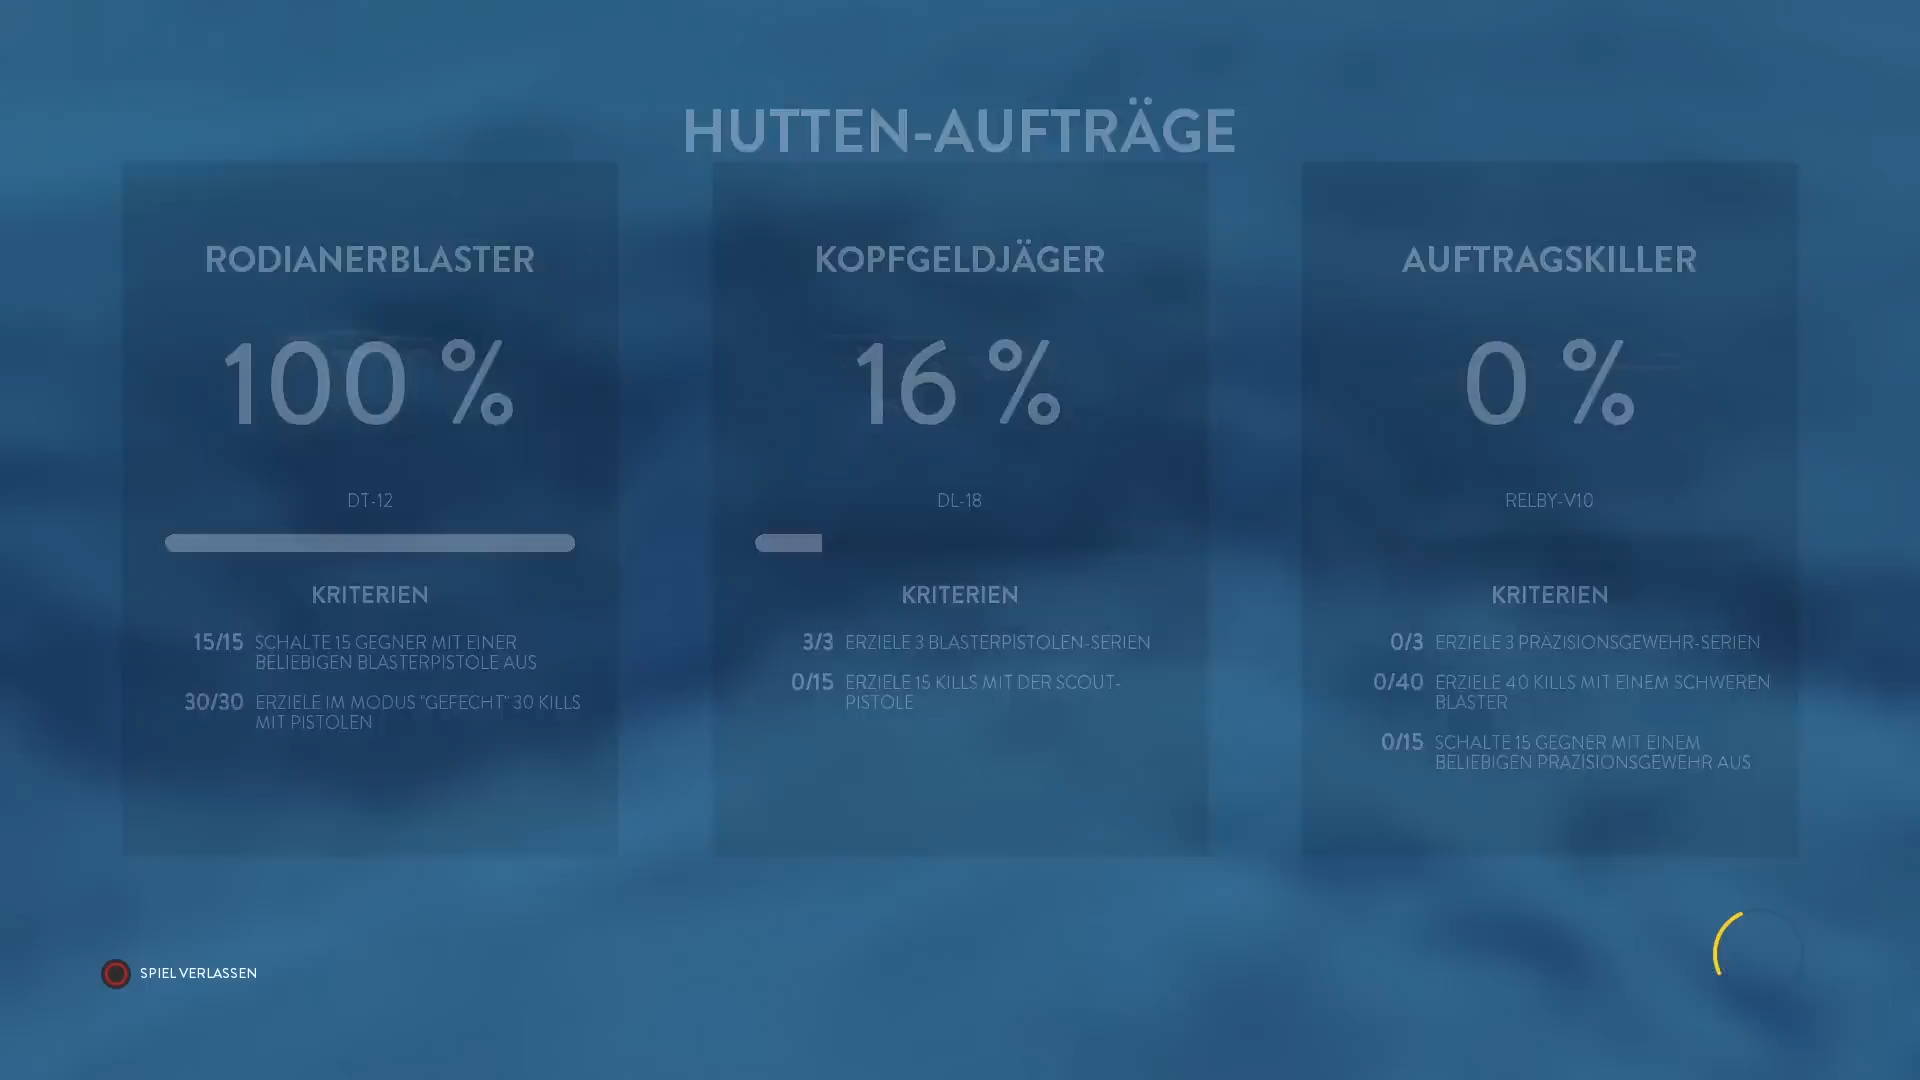 HUTTEN-AUFTRÄGE
RODIANERBLASTER
100 %
DT-12
KRITERIEN
15/15 SCHALTE 15 GEGNER MIT EINER
BELIEBIGEN BLASTERPISTOLE AUS
30/30 ERZIELE IM MODUS "GEFECHT" 30 KILLS
MIT PISTOLEN
KOPFGELDJÄGER
16 %
DL-18
KRITERIEN
3/3 ERZIELE 3 BLASTERPISTOLEN-SERIEN
0/15 ERZIELE 15 KILLS MIT DER SCOUT-
PISTOLE
AUFTRAGSKILLER
0 %
RELBY-V10
KRITERIEN
0/3 ERZIELE 3 PRÄZISIONSGEWEHR-SERIEN
0/40 ERZIELE 40 KILLS MIT EINEM SCHWEREN
BLASTER
0/15 SCHALTE 15 GEGNER MIT EINEM
BELIEBIGEN PRÄZISIONSGEWEHR AUS
SPIEL VERLASSEN